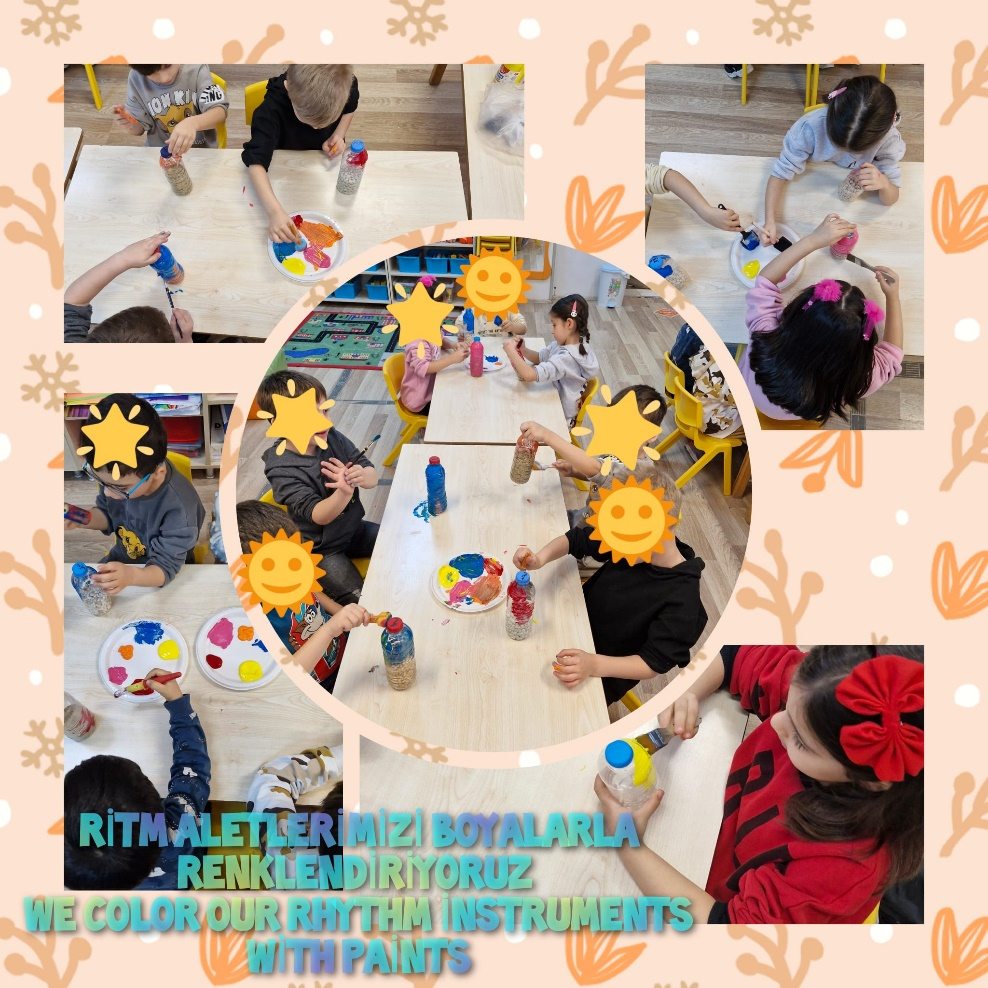 RİTM ALETLERİMİZİ BOYALARLA
RENKLENDİRİYORUZ
WE COLOR OUR RHYTHM İNSTRUMENTS
WİTH PAİNTS